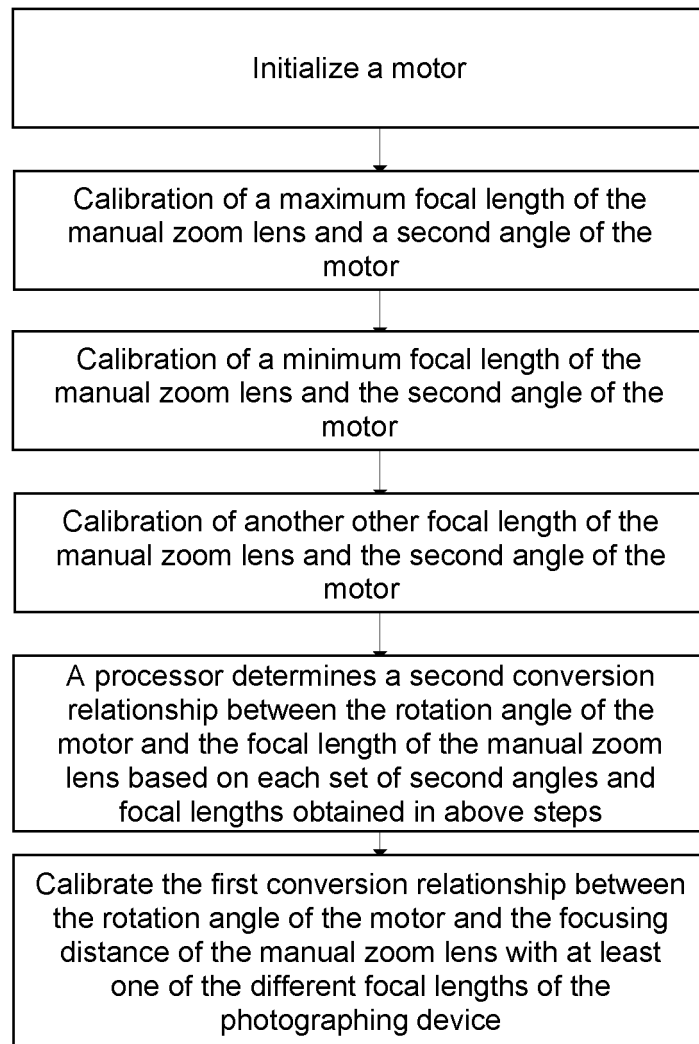 Initialize a motor
Calibration of a maximum focal length of the
manual zoom lens and a second angle of the
motor
Calibration of a minimum focal length of the
manual zoom lens and the second angle of the
motor
Calibration of another other focal length of the
manual zoom lens and the second angle of the
motor
A processor determines a second conversion
relationship between the rotation angle of the
motor and the focal length of the manual zoom
lens based on each set of second angles and
focal lengths obtained in above steps
Calibrate the first conversion relationship between
the rotation angle of the motor and the focusing
distance of the manual zoom lens with at least
one of the different focal lengths of the
photographing device